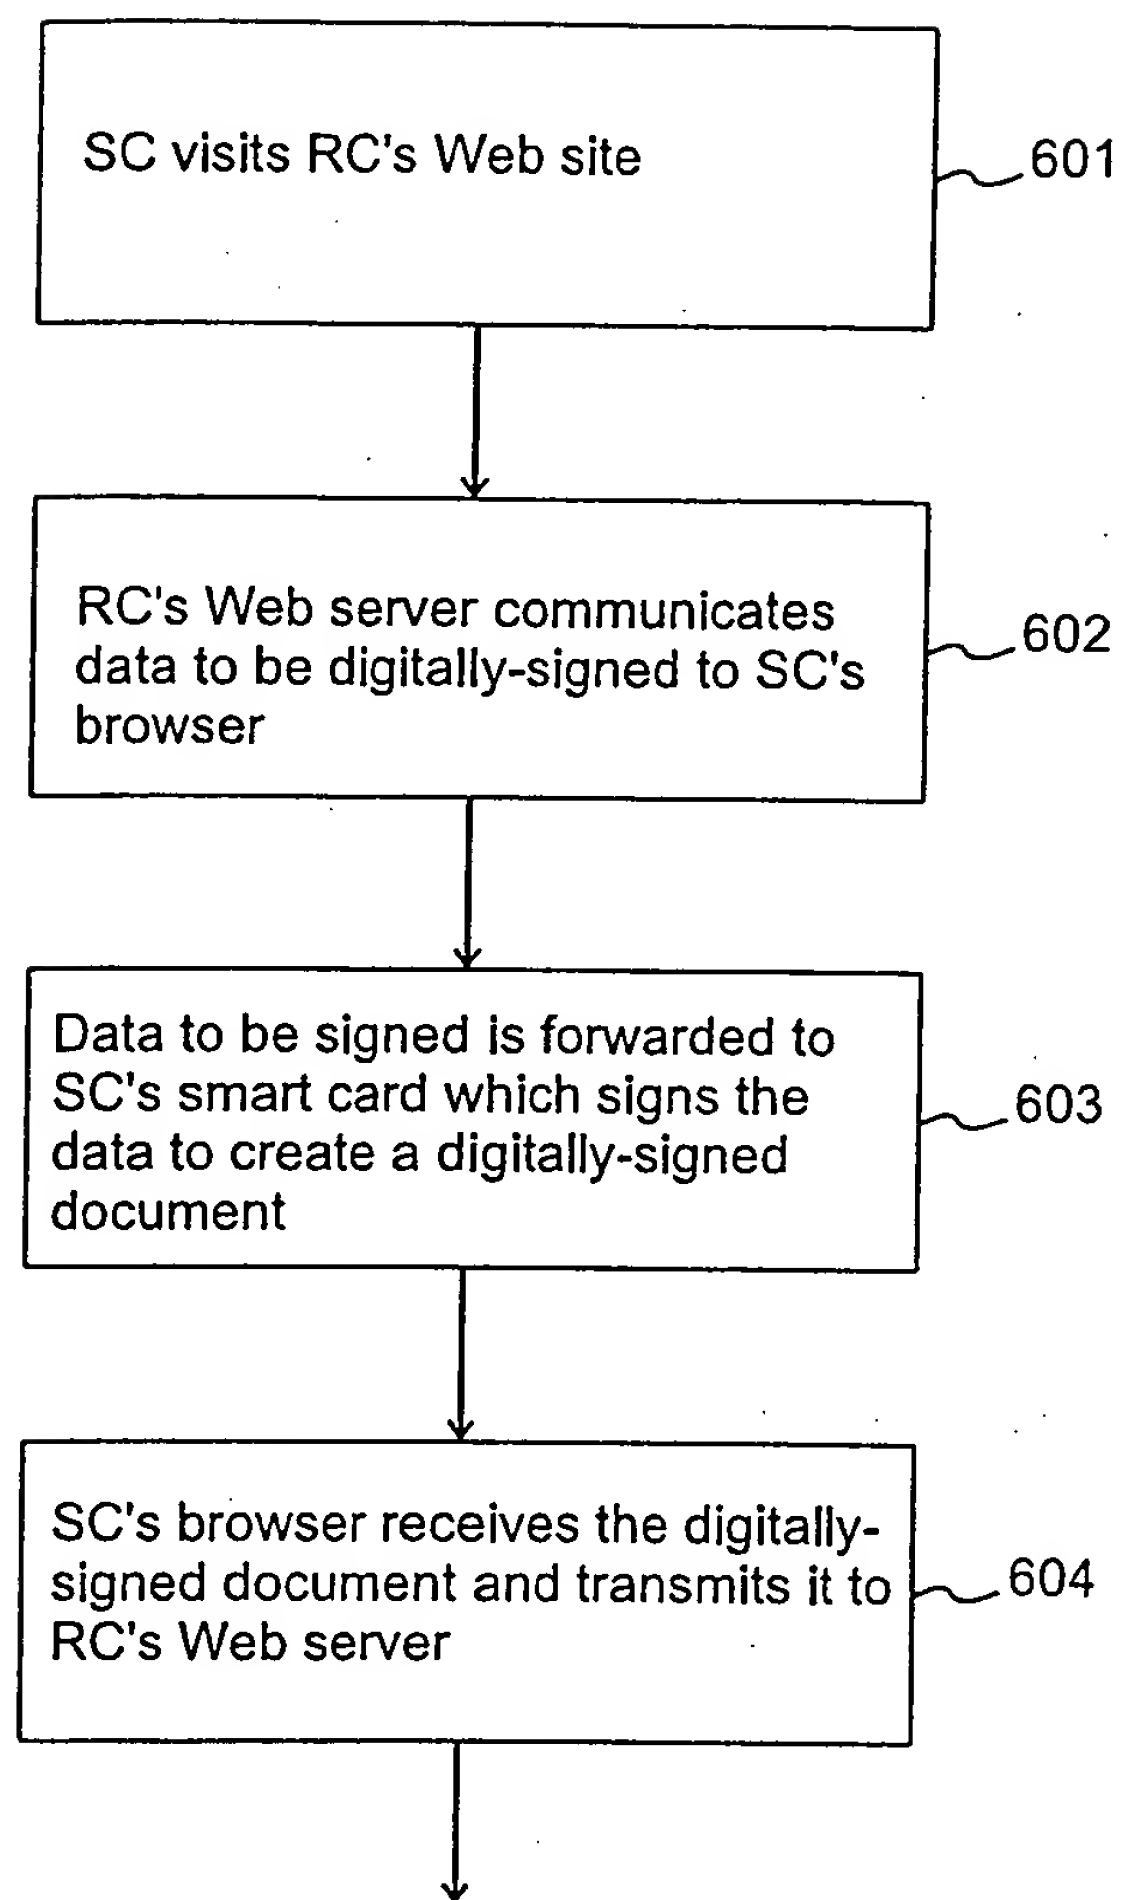 SC visits RC's Web site
601
RC's Web server communicates
data to be digitally-signed to SC's
browser
602
Data to be signed is forwarded to
SC's smart card which signs the
data to create a digitally-signed
document
603
SC's browser receives the digitally-
signed document and transmits it to
RC's Web server
604